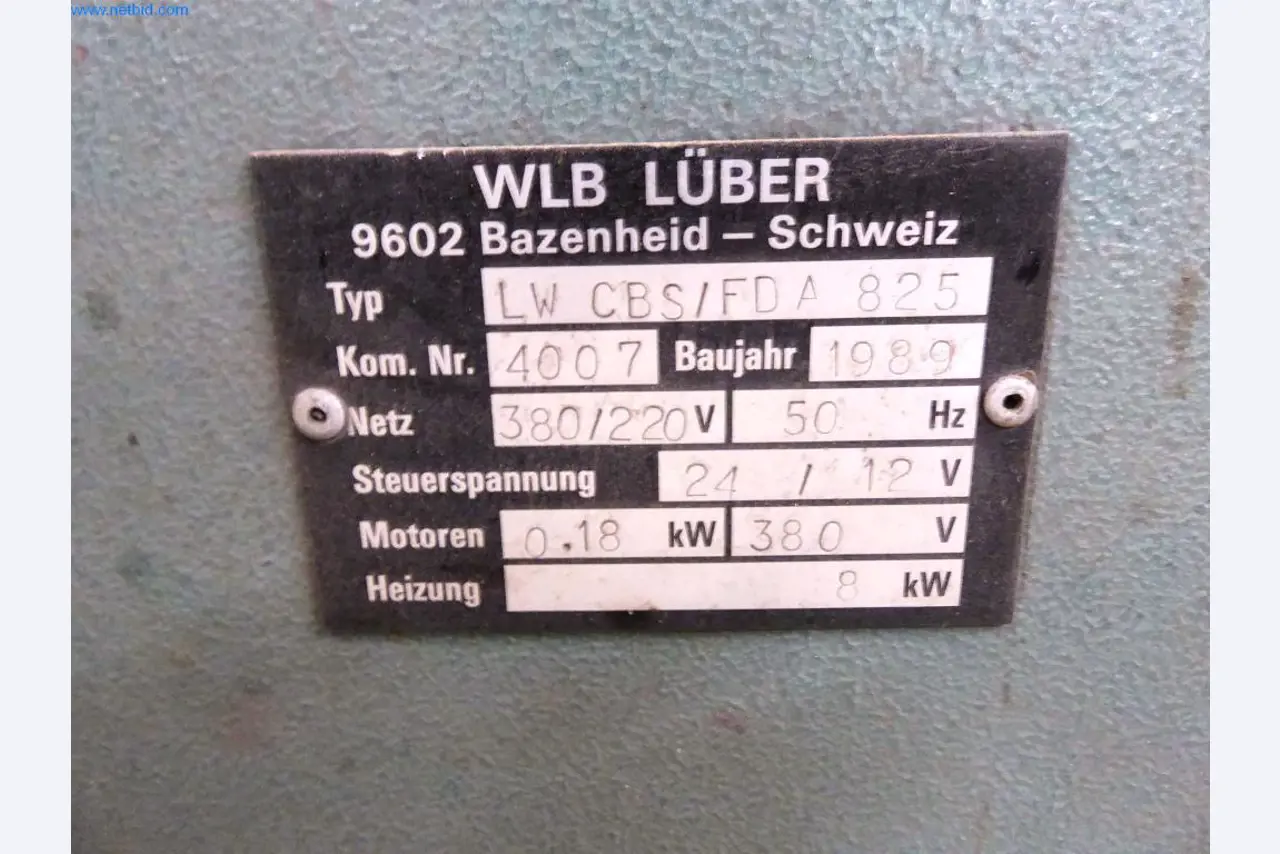 www.netbid.com
WLB LÜBER
9602 Bazenheid – Schweiz
Typ LW CBS/FDA 825
Kom. Nr. 4007 Baujahr 1989
Netz 380/220 V 50 Hz
Steuerspannung 24 / 12 V
Motoren 0.18 kW 380 V
Heizung 8 kW